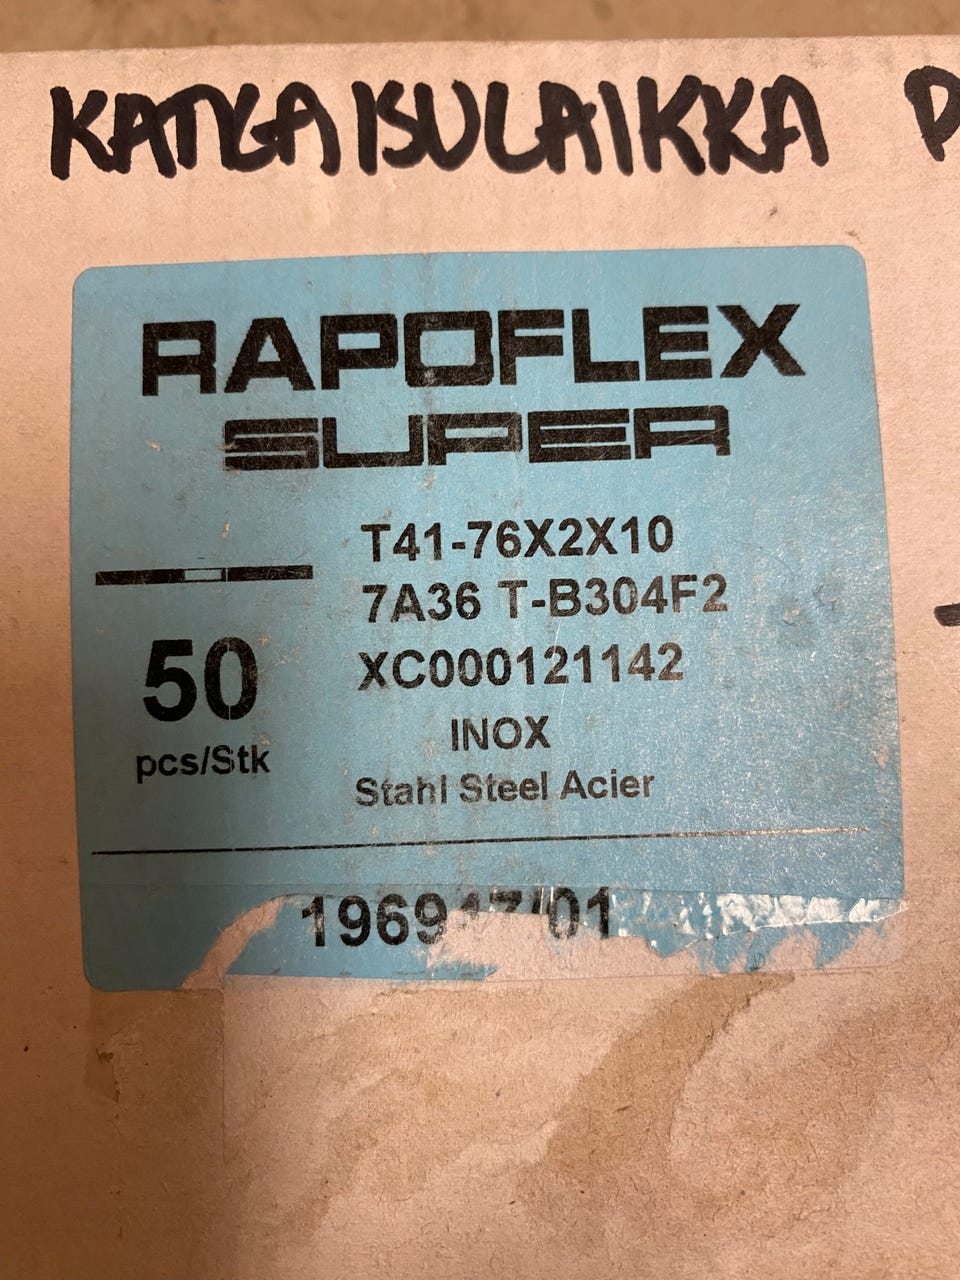 KATKAISULAIKKA P
RAPOFLEX
SUPER
T41-76X2X10
7A36 T-B304F2
XC000121142
50
pcs/Stk
INOX
Stahl Steel Acier